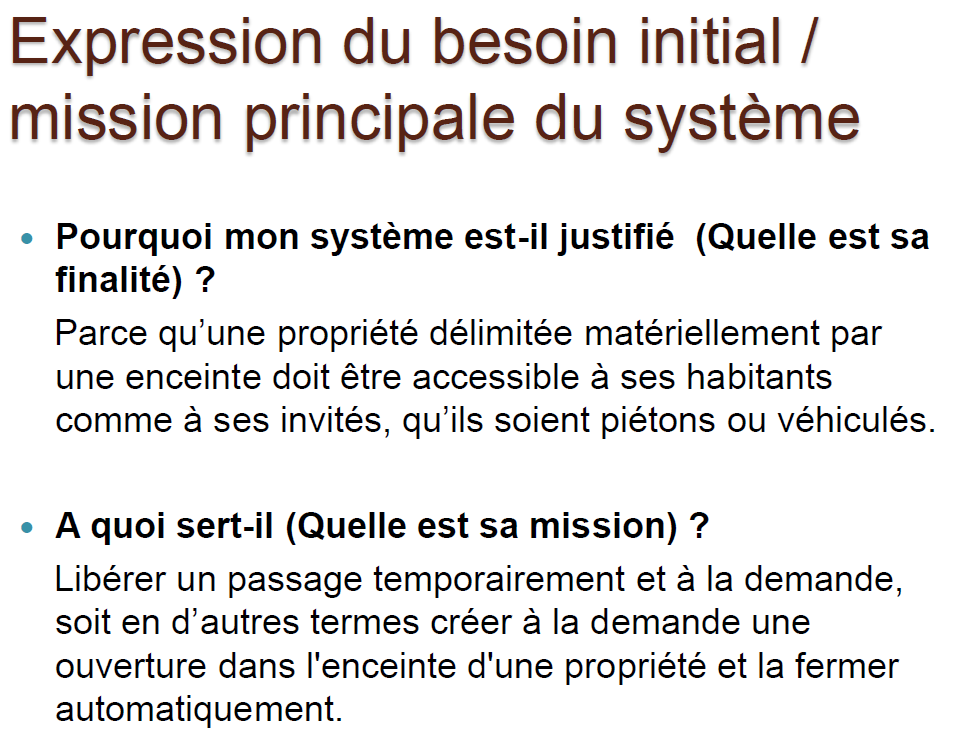 Expression du besoin initial /
mission principale du système
• Pourquoi mon système est-il justifié (Quelle est sa
finalité) ?
Parce qu’une propriété délimitée matériellement par
une enceinte doit être accessible à ses habitants
comme à ses invités, qu’ils soient piétons ou véhiculés.
• A quoi sert-il (Quelle est sa mission) ?
Libérer un passage temporairement et à la demande,
soit en d’autres termes créer à la demande une
ouverture dans l'enceinte d'une propriété et la fermer
automatiquement.